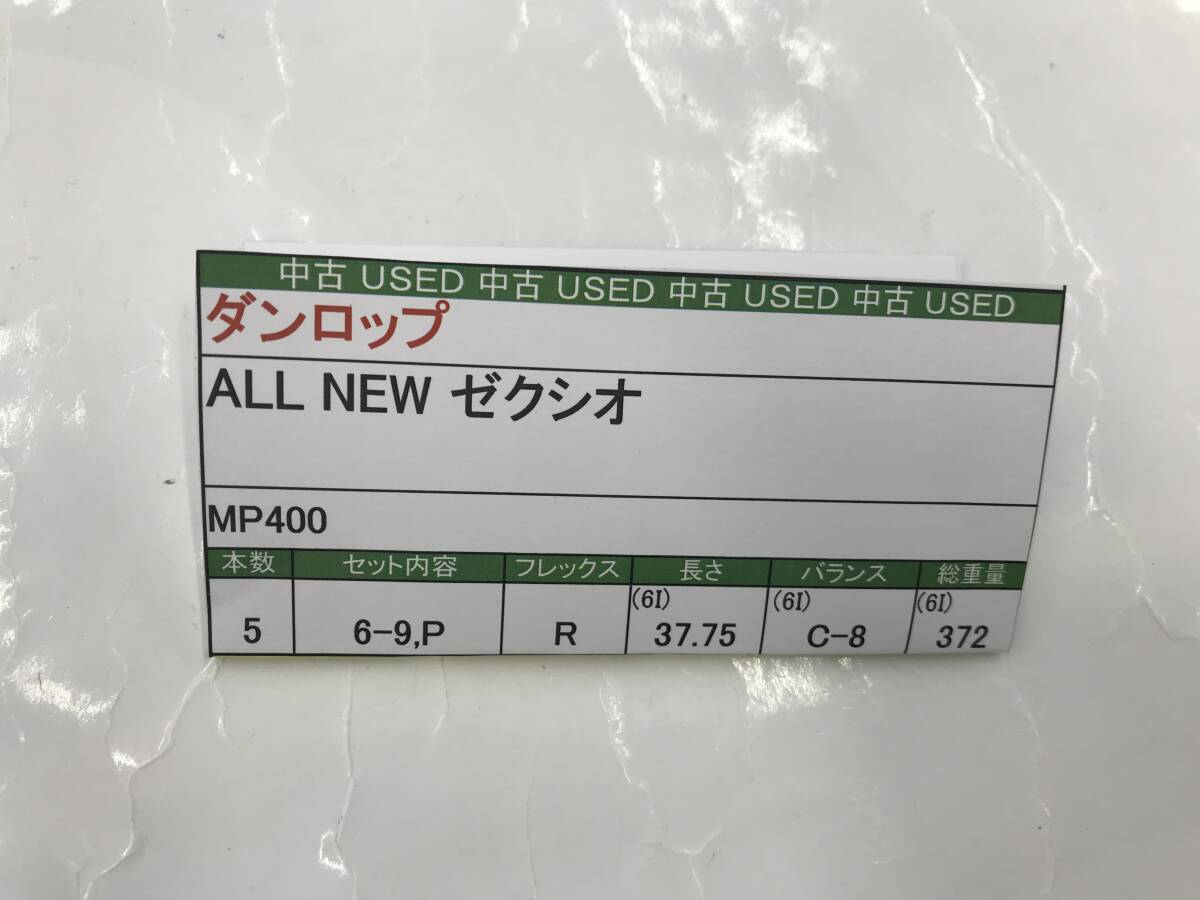 中古 USED 中古 USED 中古 USED 中古 USED
ダンロップ
ALL NEW ゼクシオ
MP400
本数 セット内容 フレックス 長さ バランス 総重量
(6I) (6I) (6I)
5 6-9,P R 37.75 C-8 372